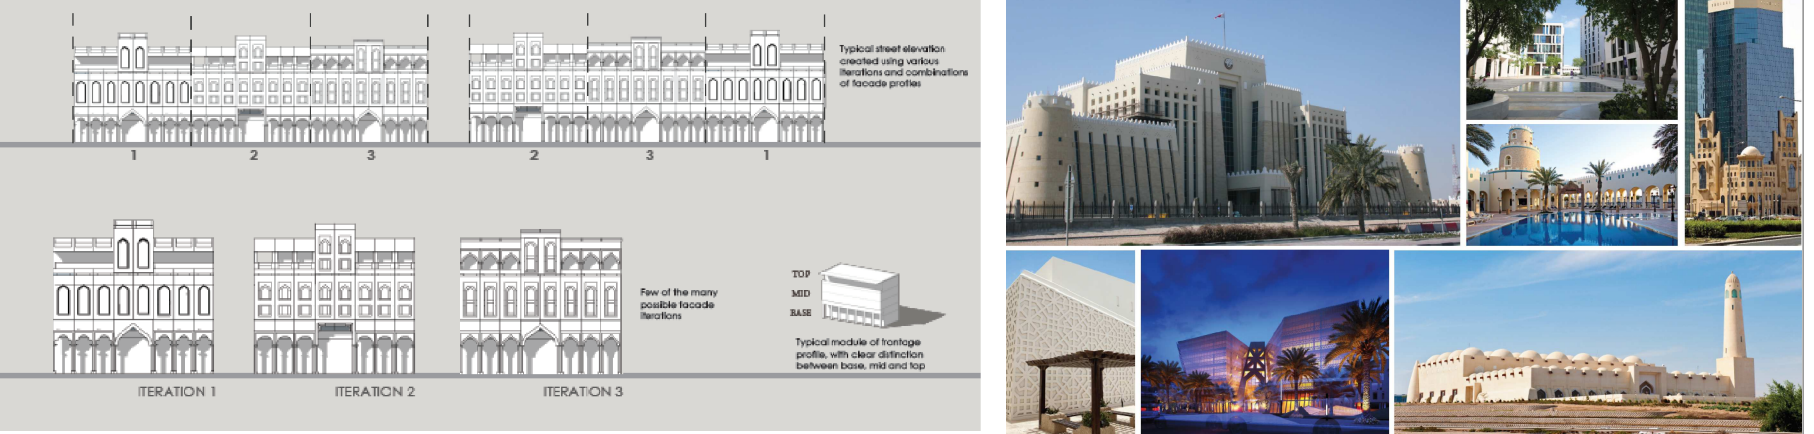 Typical street elevation
created using various
iterations and combinations
of facade profiles
1
2
3
2
3
1
Few of the many
possible facade
iterations
TOP
MID
BASE
Typical module of frontage
profile, with clear distinction
between base, mid and top
ITERATION 1
ITERATION 2
ITERATION 3